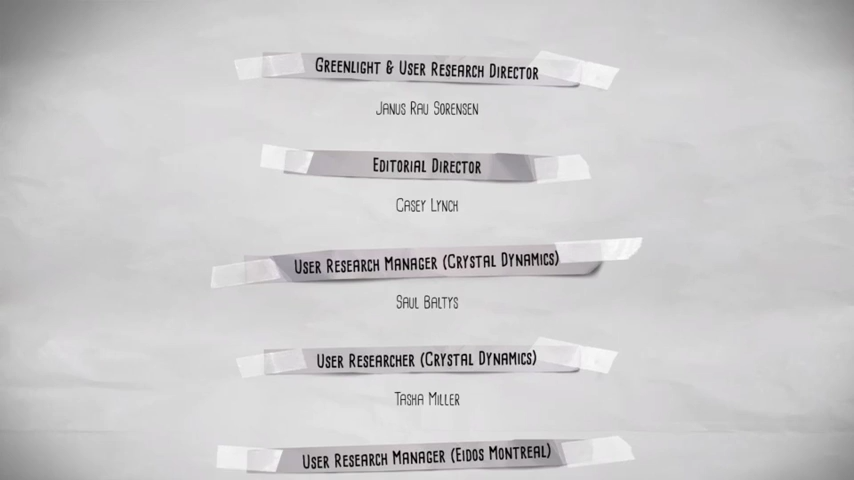 Greenlight & User Research Director
Janus Rau Sorensen
Editorial Director
Casey Lynch
User Research Manager (Crystal Dynamics)
Saul Baltys
User Researcher (Crystal Dynamics)
Tasha Miller
User Research Manager (Eidos Montreal)